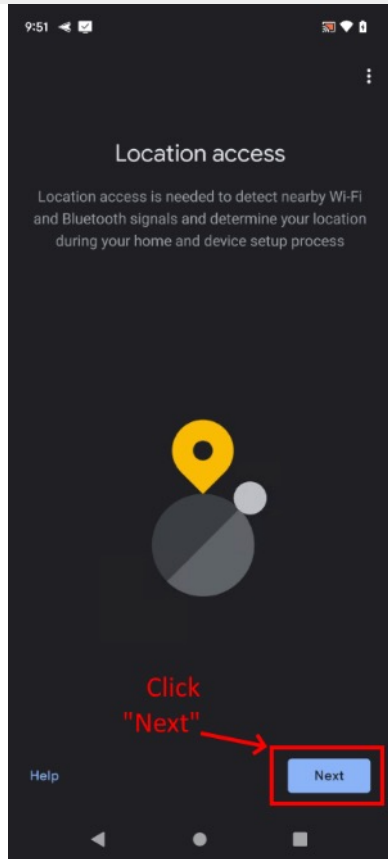 9:51
Location access
Location access is needed to detect nearby Wi-Fi
and Bluetooth signals and determine your location
during your home and device setup process
Click
"Next"
Help
Next